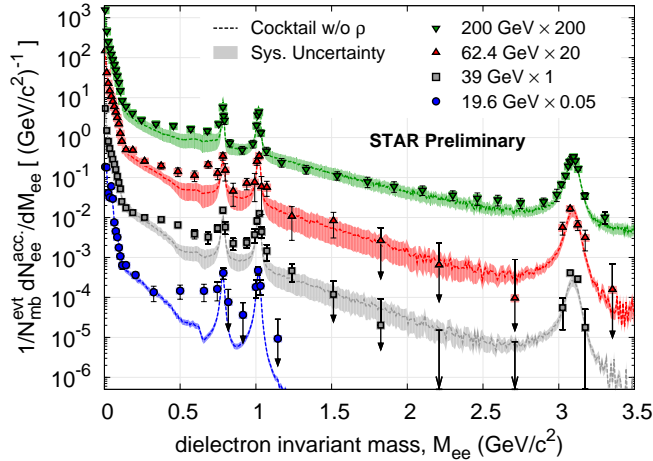 10³
10²
10¹
10⁰
10⁻¹
10⁻²
10⁻³
10⁻⁴
10⁻⁵
10⁻⁶
1/N_mb^evt dN_ee^acc./dM_ee [ (GeV/c²)⁻¹ ]
Cocktail w/o ρ
Sys. Uncertainty
200 GeV × 200
62.4 GeV × 20
39 GeV × 1
19.6 GeV × 0.05
STAR Preliminary
0 0.5 1 1.5 2 2.5 3 3.5
dielectron invariant mass, M_ee (GeV/c²)